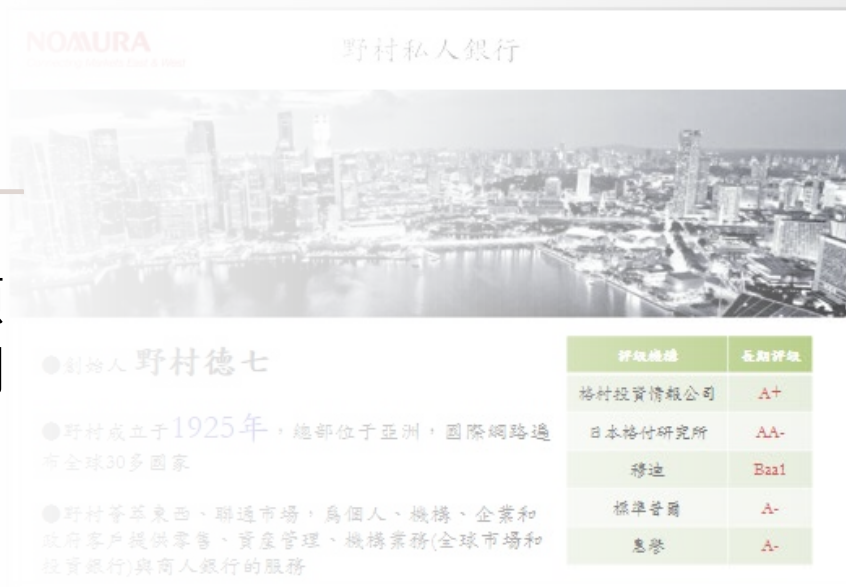 NOMURA
野村私人銀行
●創始人 野村德七
●野村成立于1925年，總部位于亞洲，國際網路遍
布全球30多國家
●野村薈萃東西、聯通市場，爲個人、機構、企業和
政府客戶提供零售、資産管理、機構業務(全球市場和
投資銀行)與商人銀行的服務
評級機構 長期評級
格村投資情報公司 A+
日本格付研究所 AA-
穆迪 Baa1
標準普爾 A-
惠譽 A-